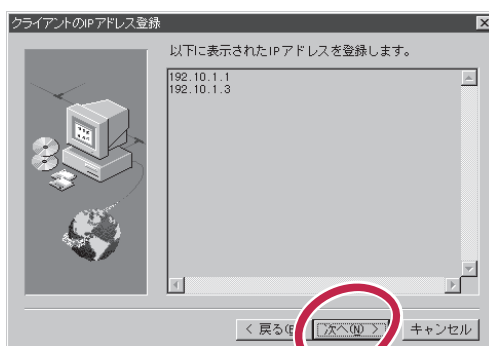 クライアントのIPアドレス登録
以下に表示されたIPアドレスを登録します。
192.10.1.1
192.10.1.3
< 戻る(B
次へ(N) >
キャンセル